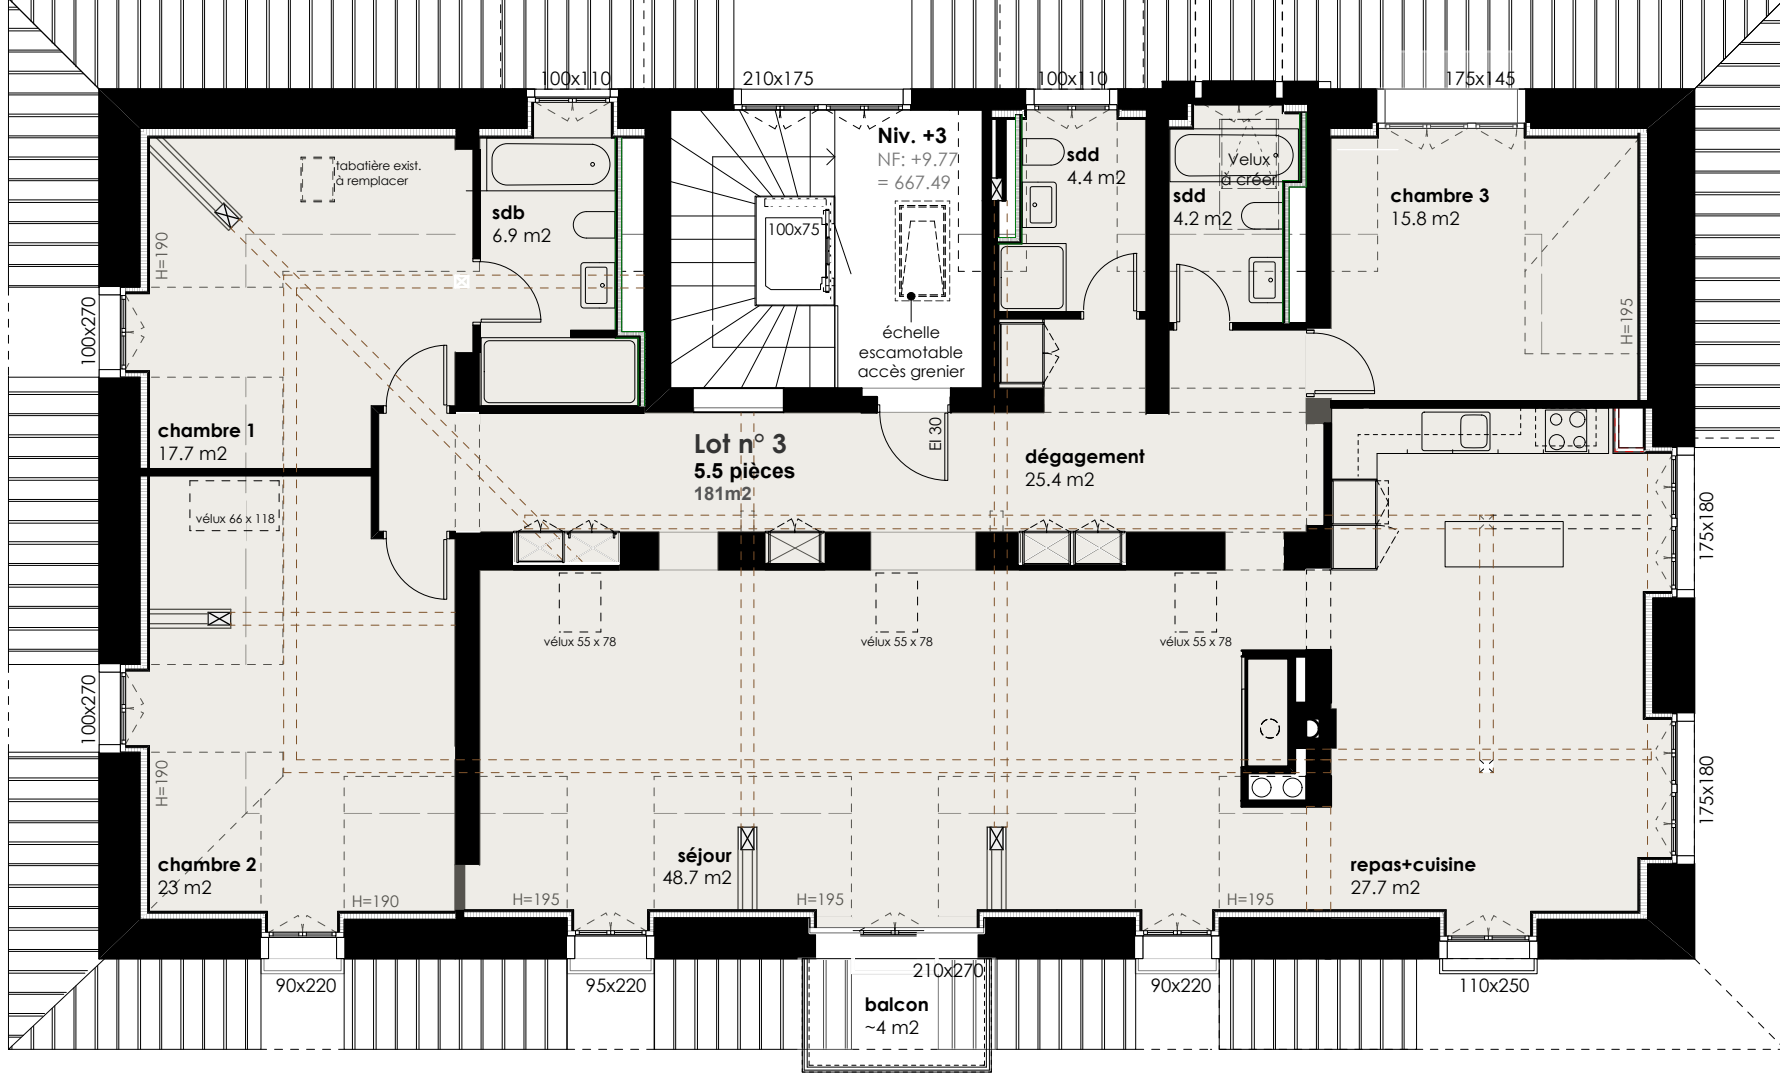 100x110
210x175
100x110
175x145
Niv. +3
NF: +9.77
= 667.49
tabatière exist.
à remplacer
sdb
6.9 m2
100x75
sdd
4.4 m2
Velux
à créer
sdd
4.2 m2
chambre 3
15.8 m2
H=190
H=195
100x270
échelle
escamotable
accès grenier
chambre 1
17.7 m2
Lot n° 3
5.5 pièces
181m2
EI 30
dégagement
25.4 m2
vélux 66 x 118
175x180
vélux 55 x 78
vélux 55 x 78
vélux 55 x 78
100x270
H=190
175x180
chambre 2
23 m2
H=190
séjour
48.7 m2
H=195
H=195
H=195
repas+cuisine
27.7 m2
90x220
95x220
210x270
90x220
110x250
balcon
~4 m2